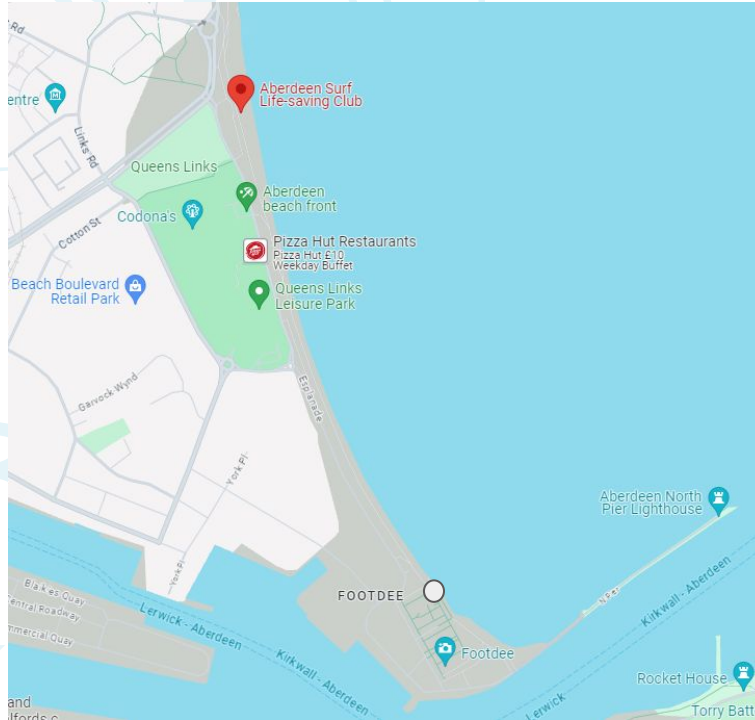 Rd
entre
Links Rd
Aberdeen Surf
Life-saving Club
Queens Links
Aberdeen
beach front
Codona's
Cotton St
Pizza Hut Restaurants
Pizza Hut £10
Weekday Buffet
Beach Boulevard
Retail Park
Queens Links
Leisure Park
Esplanade
Garvock Wynd
York Pl
Aberdeen North
Pier Lighthouse
York Pl
N Pier
Kirkwall - Aberdeen
FOOTDEE
Blaikies Quay
entral Roadway
mmercial Quay
Lerwick - Aberdeen
Kirkwall - Aberdeen
Footdee
Lerwick
Rocket House
Torry Batt
and
lfords c